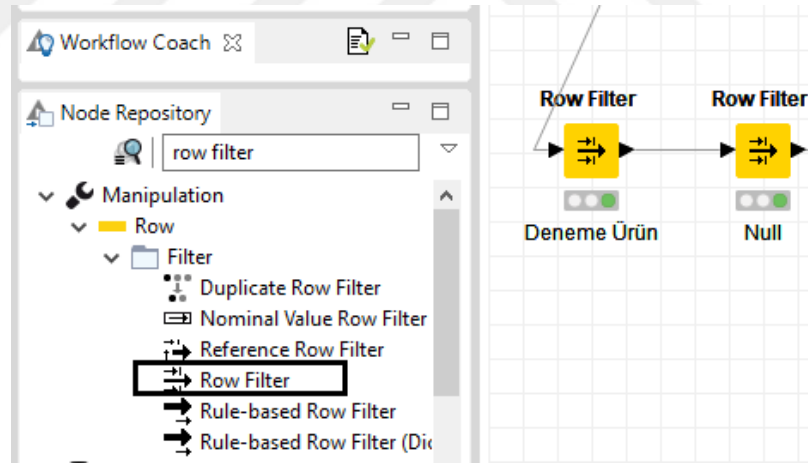 Workflow Coach
Node Repository
row filter
Manipulation
Row
Filter
Duplicate Row Filter
Nominal Value Row Filter
Reference Row Filter
Row Filter
Rule-based Row Filter
Rule-based Row Filter (Dic
Row Filter
Deneme Ürün
Row Filter
Null